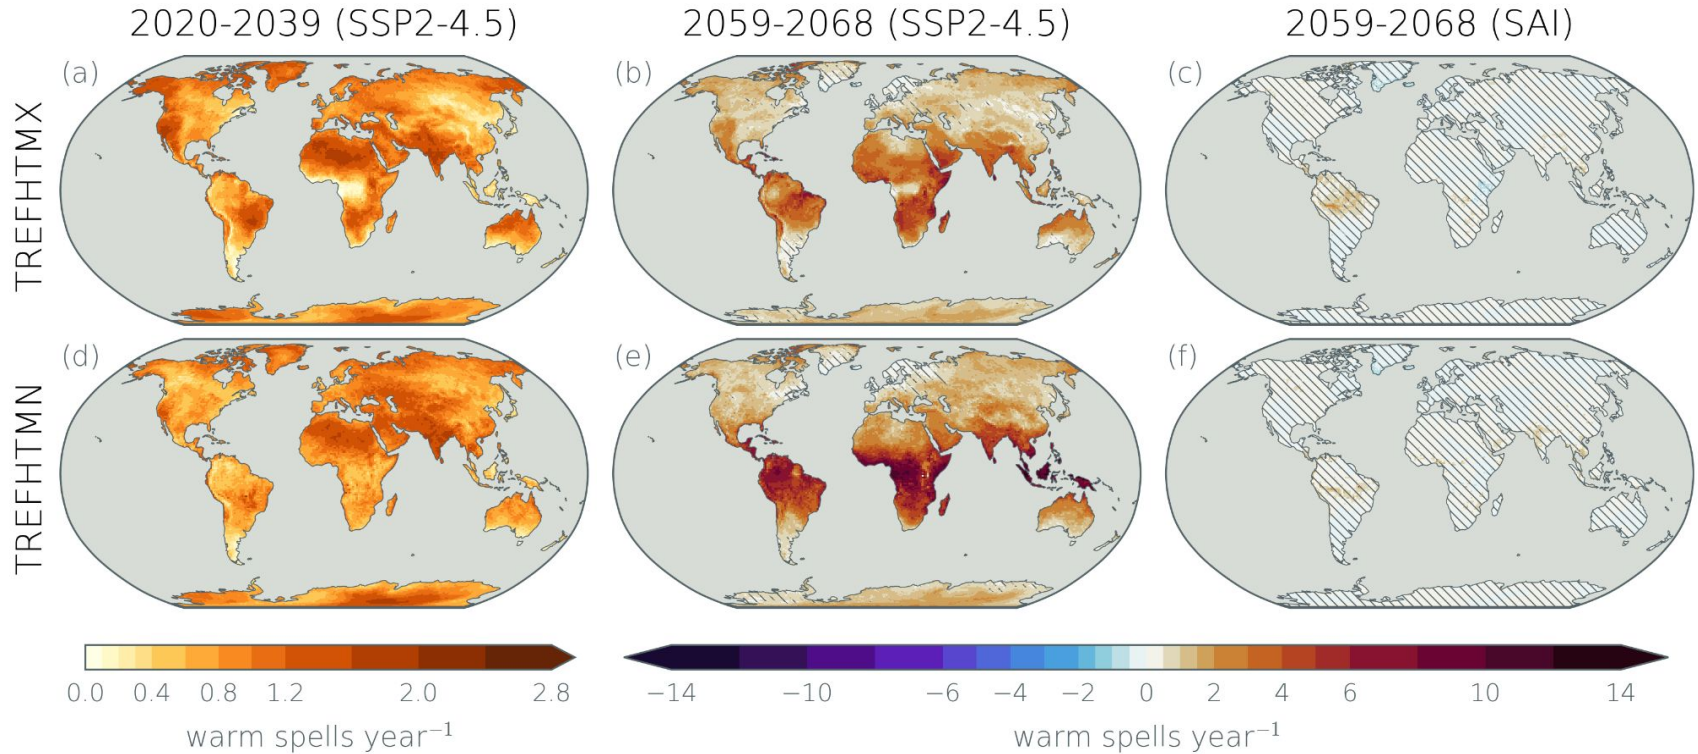 2020-2039 (SSP2-4.5) 2059-2068 (SSP2-4.5) 2059-2068 (SAI)
TREFHTMX
(a) (b) (c)
TREFHTMN
(d) (e) (f)
0.0 0.4 0.8 1.2 2.0 2.8
−14 −10 −6 −4 −2 0 2 4 6 10 14
warm spells year⁻¹ warm spells year⁻¹